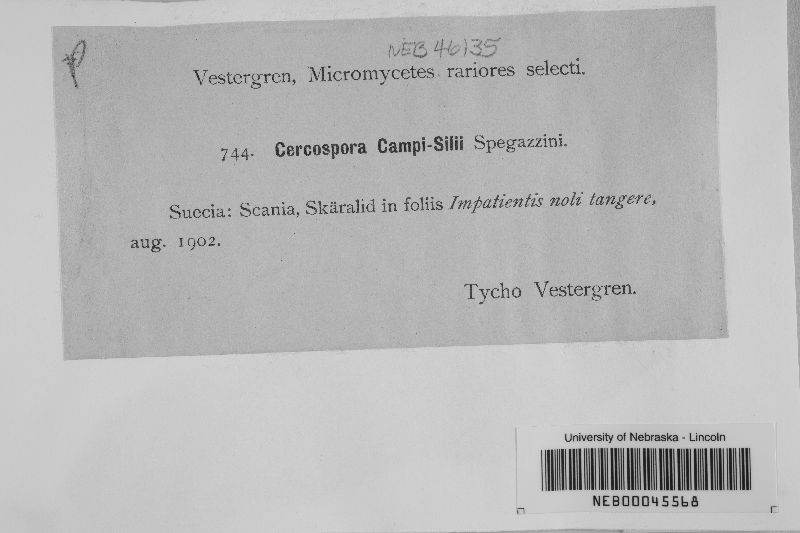 NEB 46135
Vestergren, Micromycetes rariores selecti.
744. Cercospora Campi-Silii Spegazzini.
Suecia: Scania, Skäralid in foliis Impatientis noli tangere,
aug. 1902.
Tycho Vestergren.
University of Nebraska - Lincoln
NEB00045568